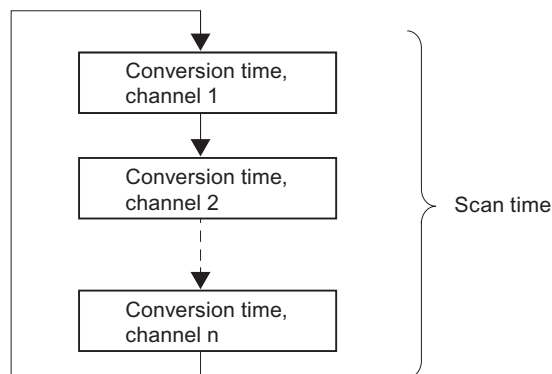 Conversion time,
channel 1
Conversion time,
channel 2
Scan time
Conversion time,
channel n